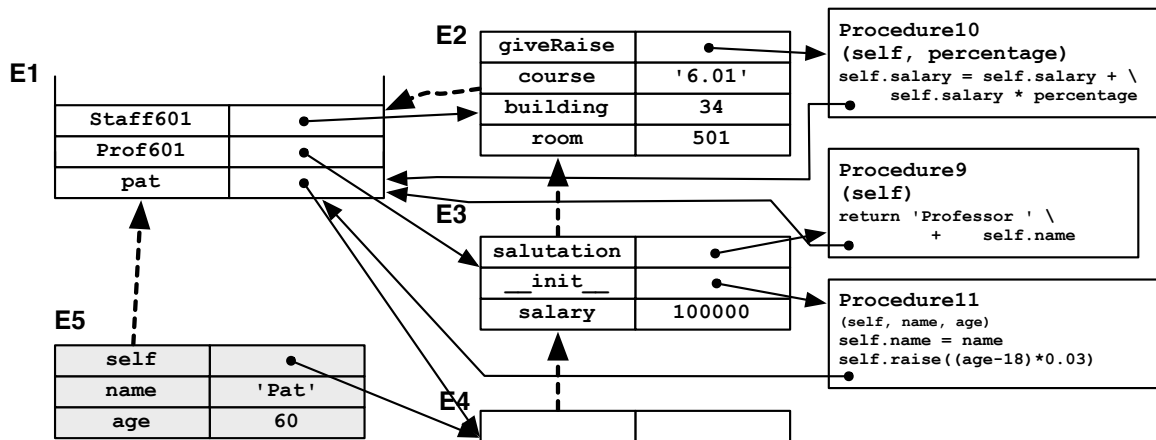 E1
Staff601
Prof601
pat
E2
giveRaise
course '6.01'
building 34
room 501
E3
salutation
__init__
salary 100000
E4
E5
self
name 'Pat'
age 60
Procedure10
(self, percentage)
self.salary = self.salary + \
self.salary * percentage
Procedure9
(self)
return 'Professor ' \
+ self.name
Procedure11
(self, name, age)
self.name = name
self.raise((age-18)*0.03)